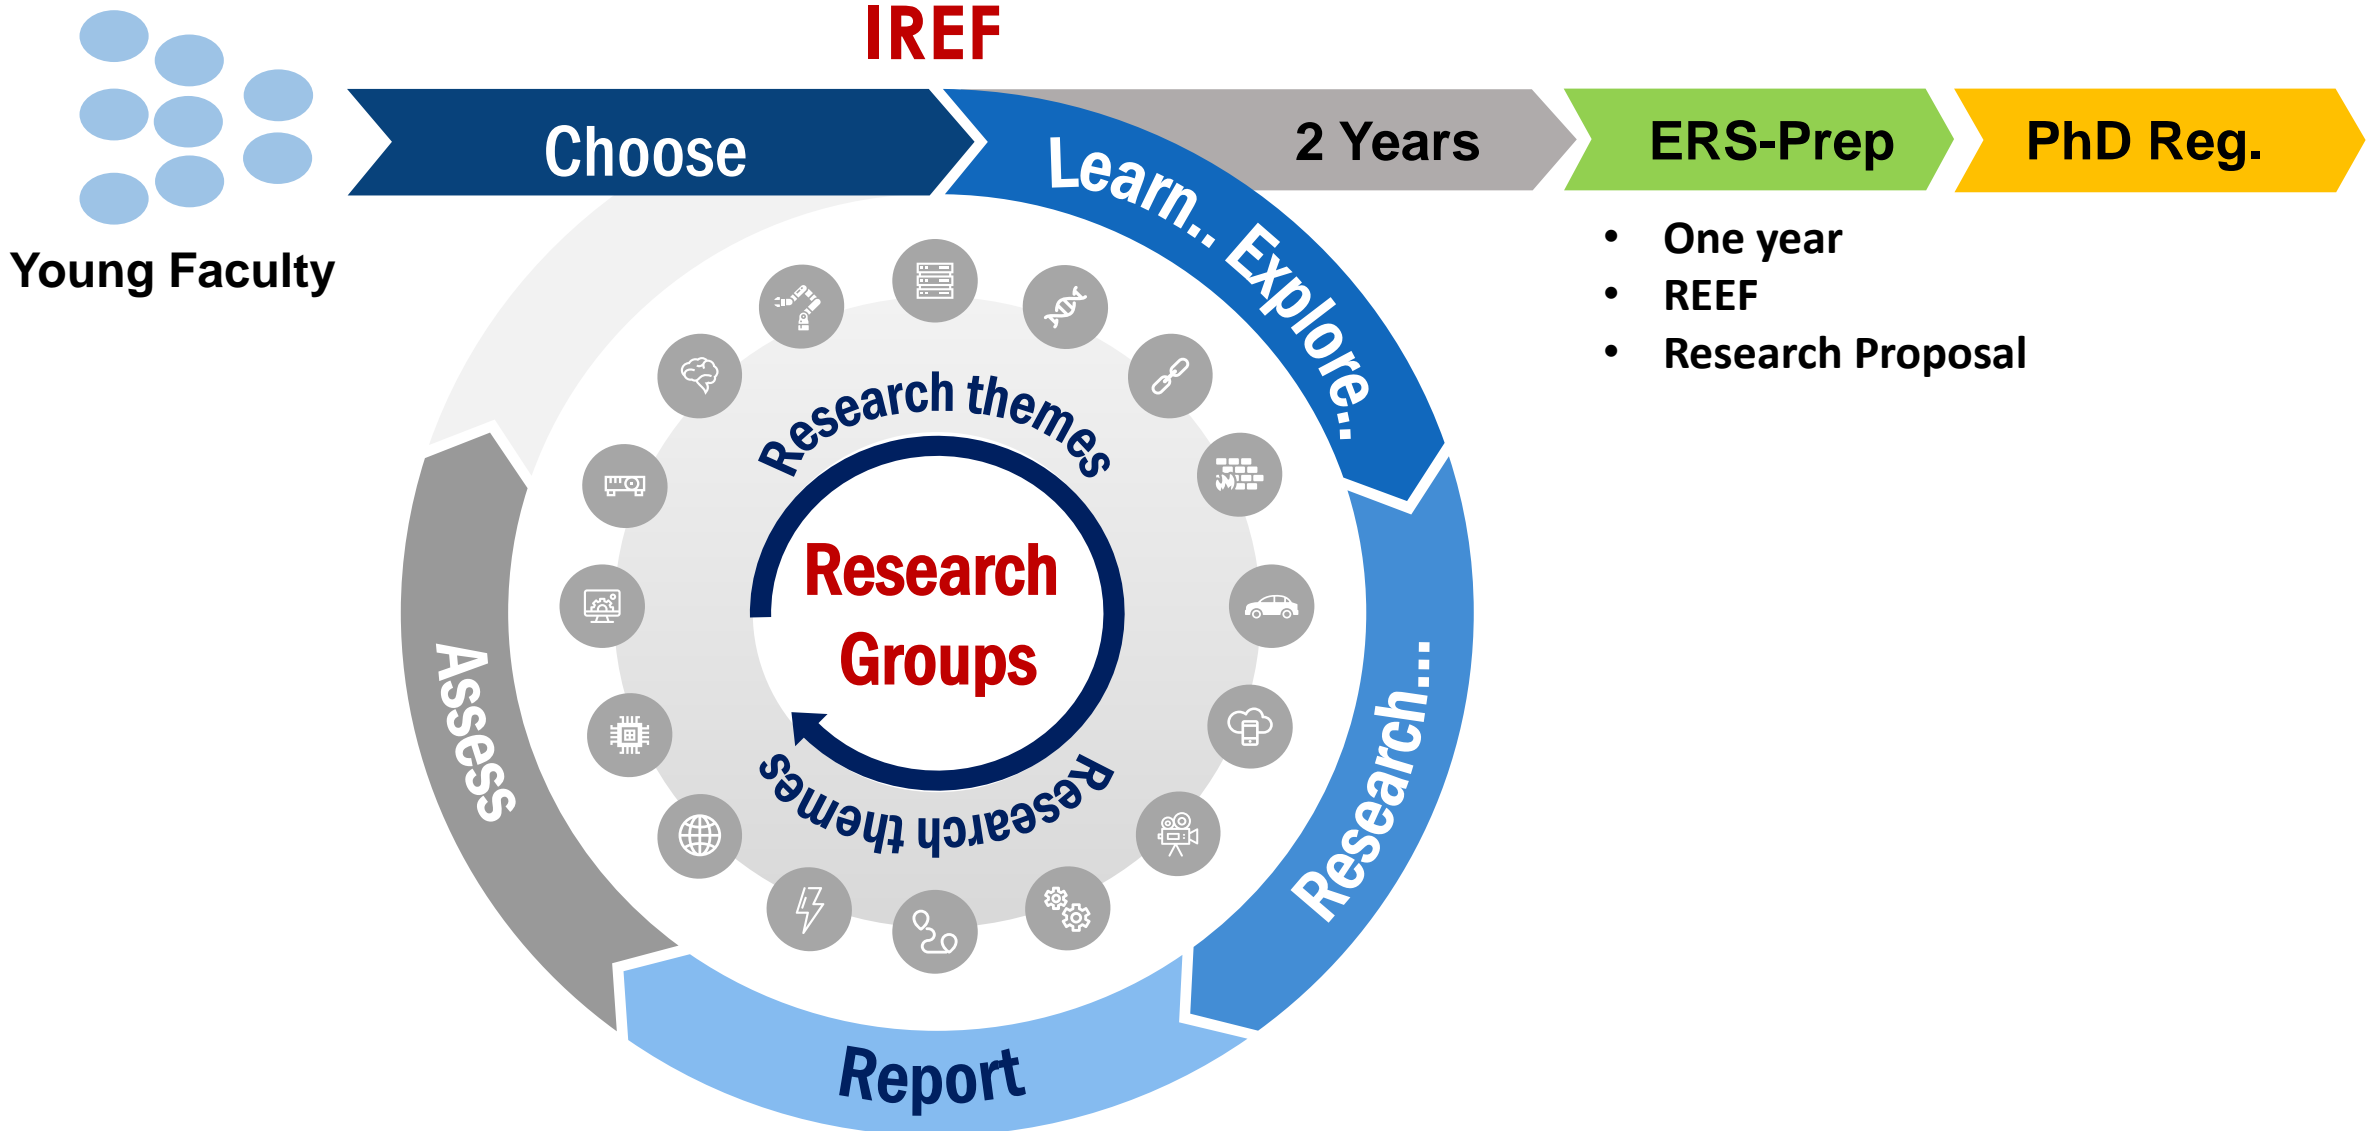 IREF
Young Faculty
Choose
Learn.. Explore...
2 Years
ERS-Prep
PhD Reg.
• One year
• REEF
• Research Proposal
Research...
Report
Assess
Research themes
Research
Groups
Research themes